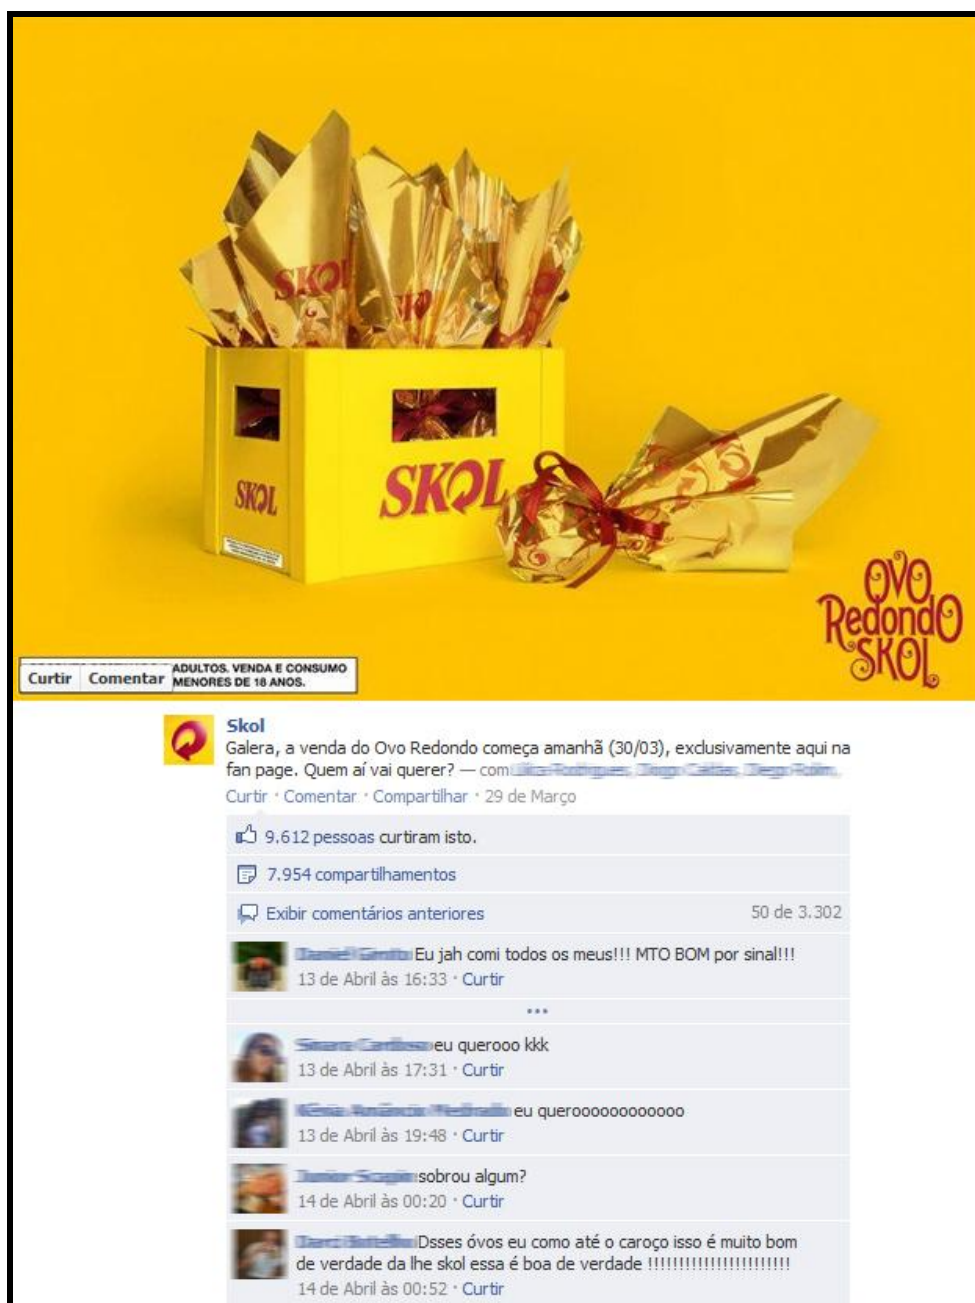 SKOL
SKOL
SKOL
SKOL
OVO
Redondo
SKOL
Curtir Comentar ADULTOS. VENDA E CONSUMO
MENORES DE 18 ANOS.
Skol
Galera, a venda do Ovo Redondo começa amanhã (30/03), exclusivamente aqui na
fan page. Quem aí vai querer? — com
Curtir · Comentar · Compartilhar · 29 de Março
9.612 pessoas curtiram isto.
7.954 compartilhamentos
Exibir comentários anteriores 50 de 3.302
Eu jah comi todos os meus!!! MTO BOM por sinal!!!
13 de Abril às 16:33 · Curtir
...
eu querooo kkk
13 de Abril às 17:31 · Curtir
eu queroooooooooooo
13 de Abril às 19:48 · Curtir
sobrou algum?
14 de Abril às 00:20 · Curtir
Dsses óvos eu como até o caroço isso é muito bom
de verdade da lhe skol essa é boa de verdade !!!!!!!!!!!!!!!!!!!!!!!
14 de Abril às 00:52 · Curtir